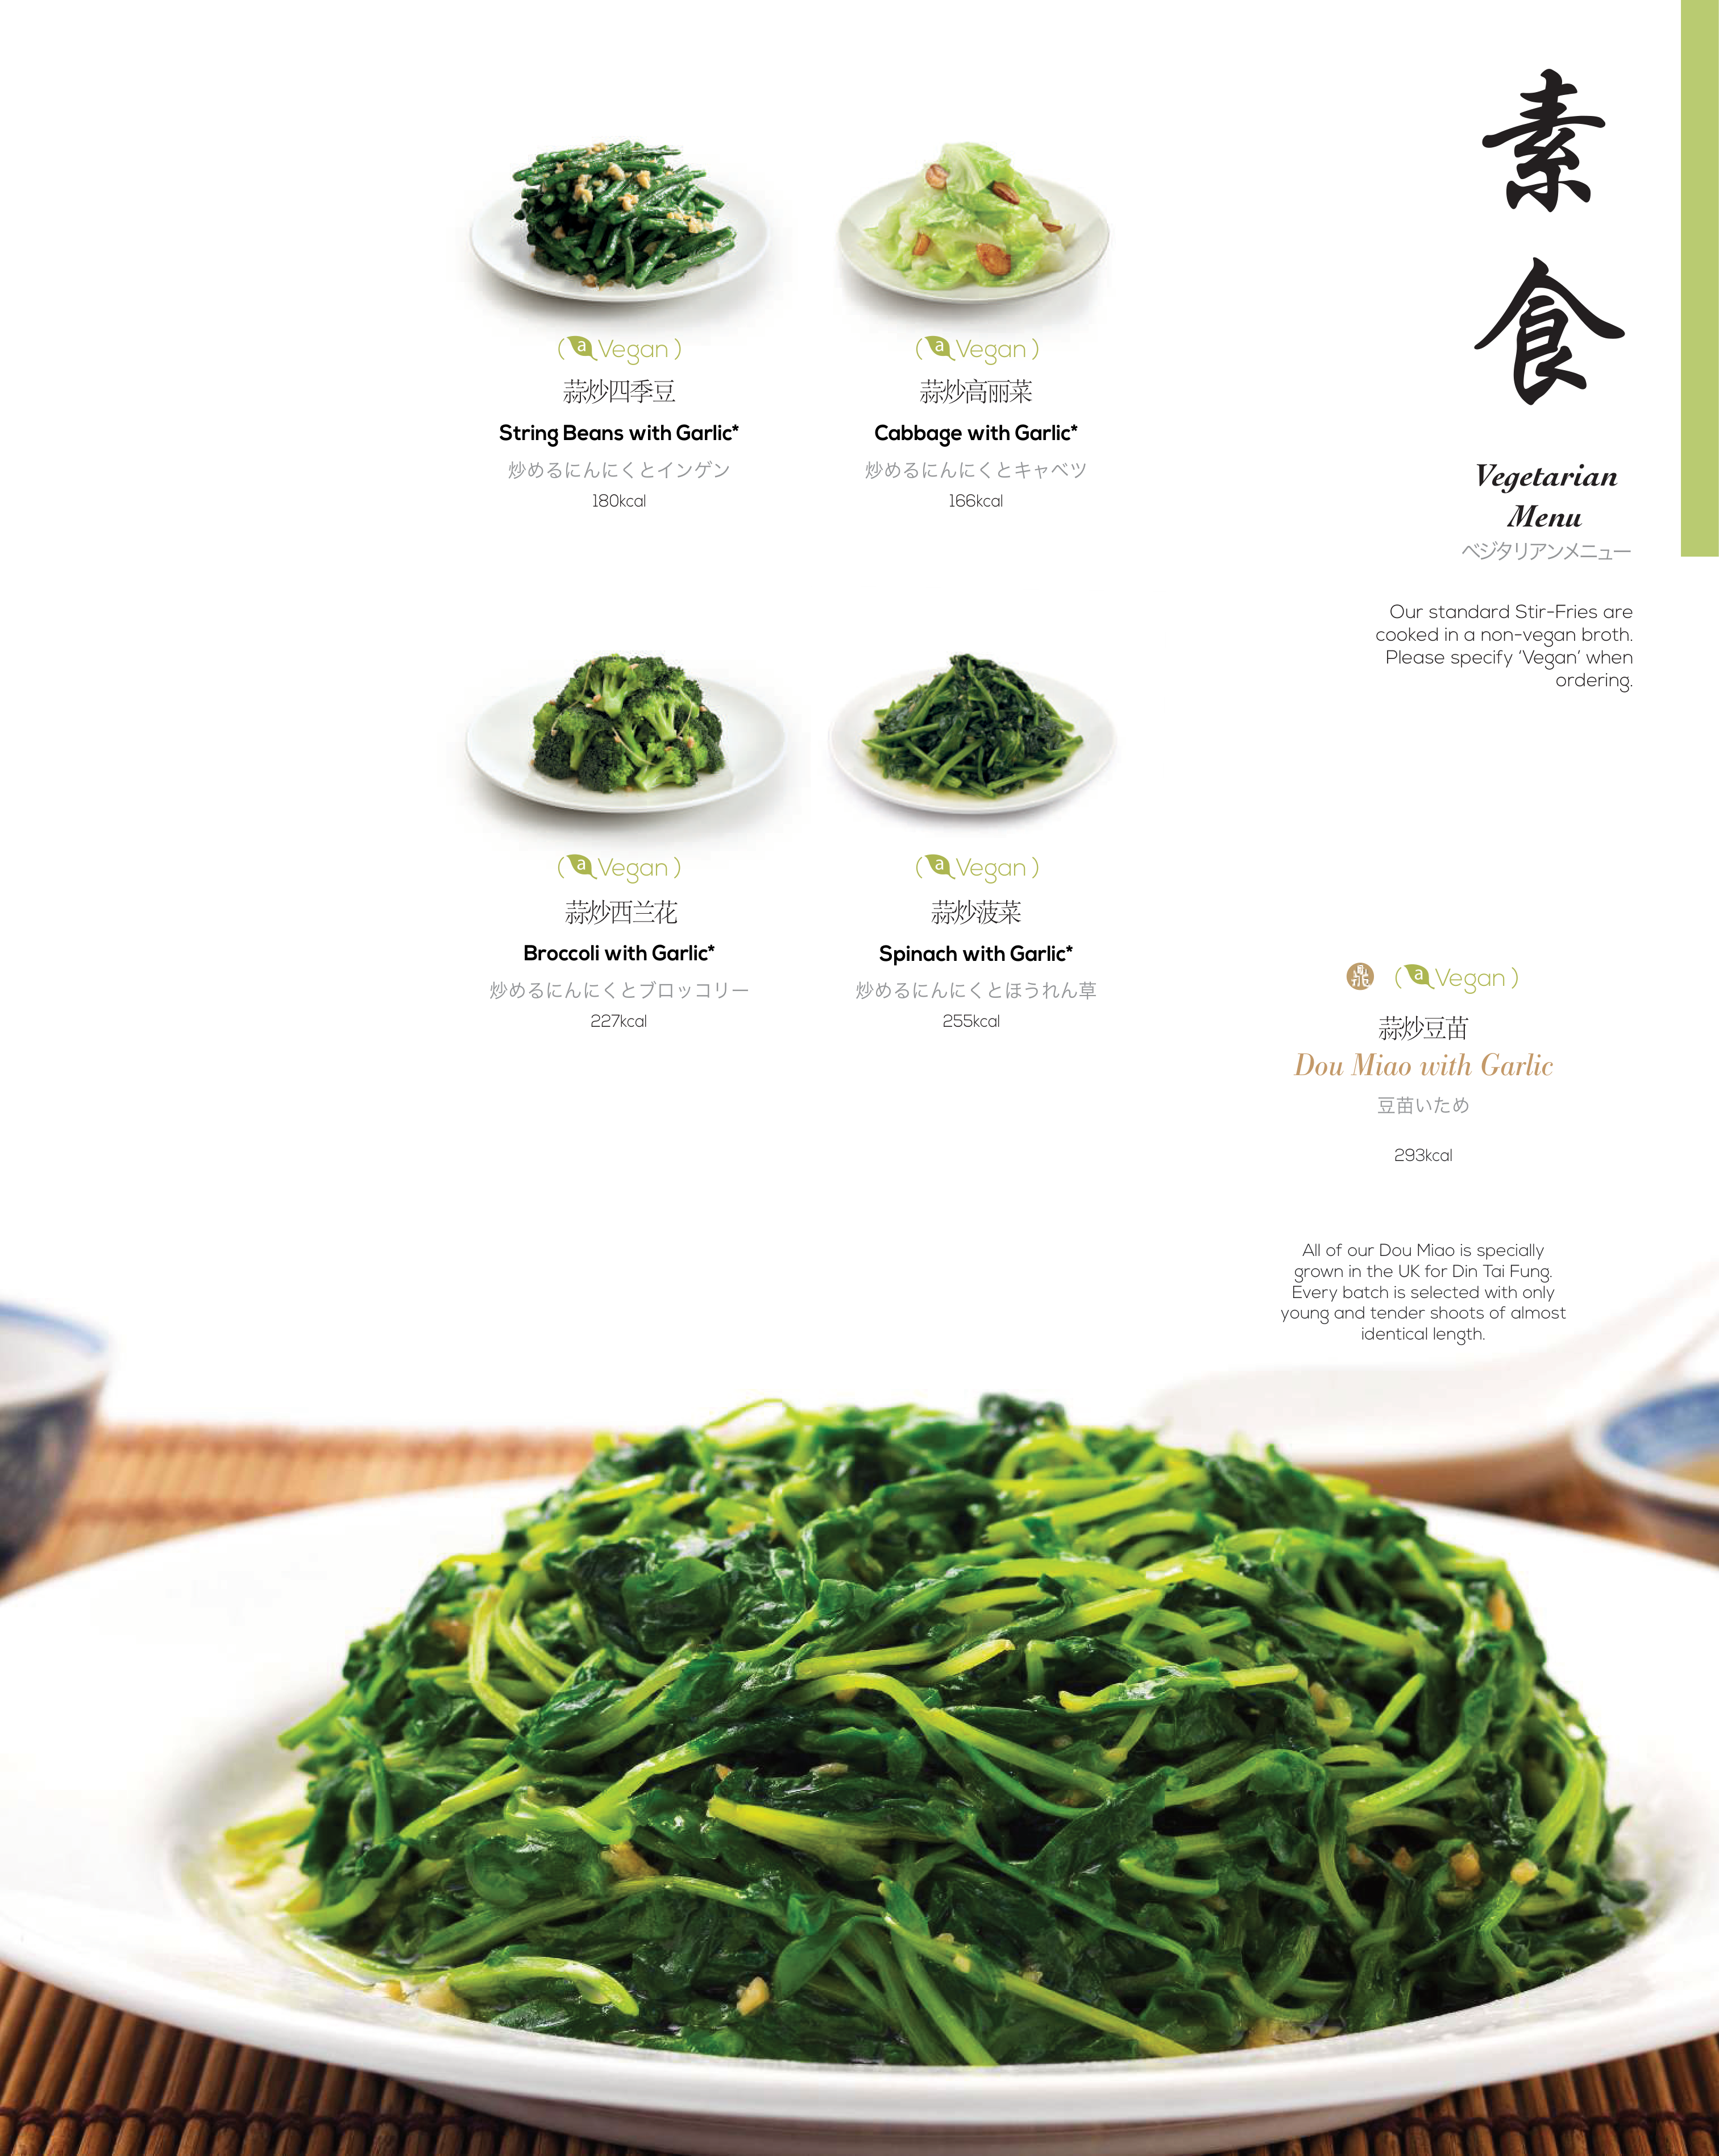 素
食
Vegetarian
Menu
ベジタリアンメニュー
Our standard Stir-Fries are
cooked in a non-vegan broth.
Please specify ‘Vegan’ when
ordering.
(a Vegan)
蒜炒四季豆
String Beans with Garlic*
炒めるにんにくとインゲン
180kcal
(a Vegan)
蒜炒高丽菜
Cabbage with Garlic*
炒めるにんにくとキャベツ
166kcal
(a Vegan)
蒜炒西兰花
Broccoli with Garlic*
炒めるにんにくとブロッコリー
227kcal
(a Vegan)
蒜炒菠菜
Spinach with Garlic*
炒めるにんにくとほうれん草
255kcal
(a Vegan)
蒜炒豆苗
Dou Miao with Garlic
豆苗いため
293kcal
All of our Dou Miao is specially
grown in the UK for Din Tai Fung.
Every batch is selected with only
young and tender shoots of almost
identical length.